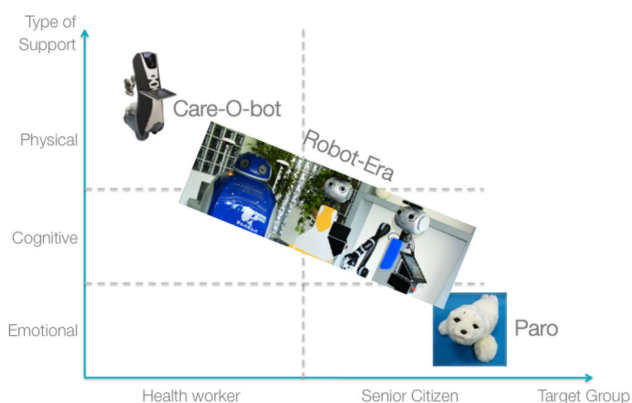 Type of
Support
Care-O-bot
Robot-Era
Physical
Cognitive
Emotional
Paro
Health worker
Senior Citizen
Target Group